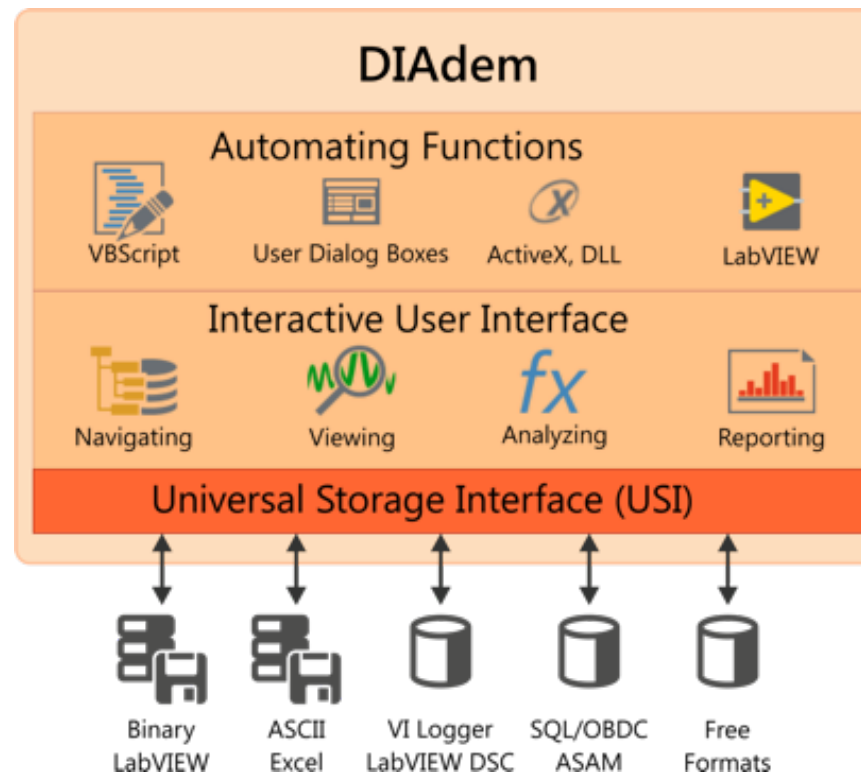 DIAdem
Automating Functions
VBScript
User Dialog Boxes
ActiveX, DLL
LabVIEW
Interactive User Interface
fx
Navigating
Viewing
Analyzing
Reporting
Universal Storage Interface (USI)
Binary
LabVIEW
ASCII
Excel
VI Logger
LabVIEW DSC
SQL/OBDC
ASAM
Free
Formats